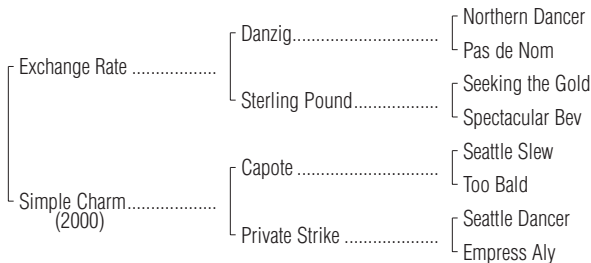 Northern Dancer
Danzig..............................
Pas de Nom
Exchange Rate .................
Seeking the Gold
Sterling Pound.................
Spectacular Bev
Seattle Slew
Capote ............................
Too Bald
Simple Charm..................
(2000)
Seattle Dancer
Private Strike ...................
Empress Aly